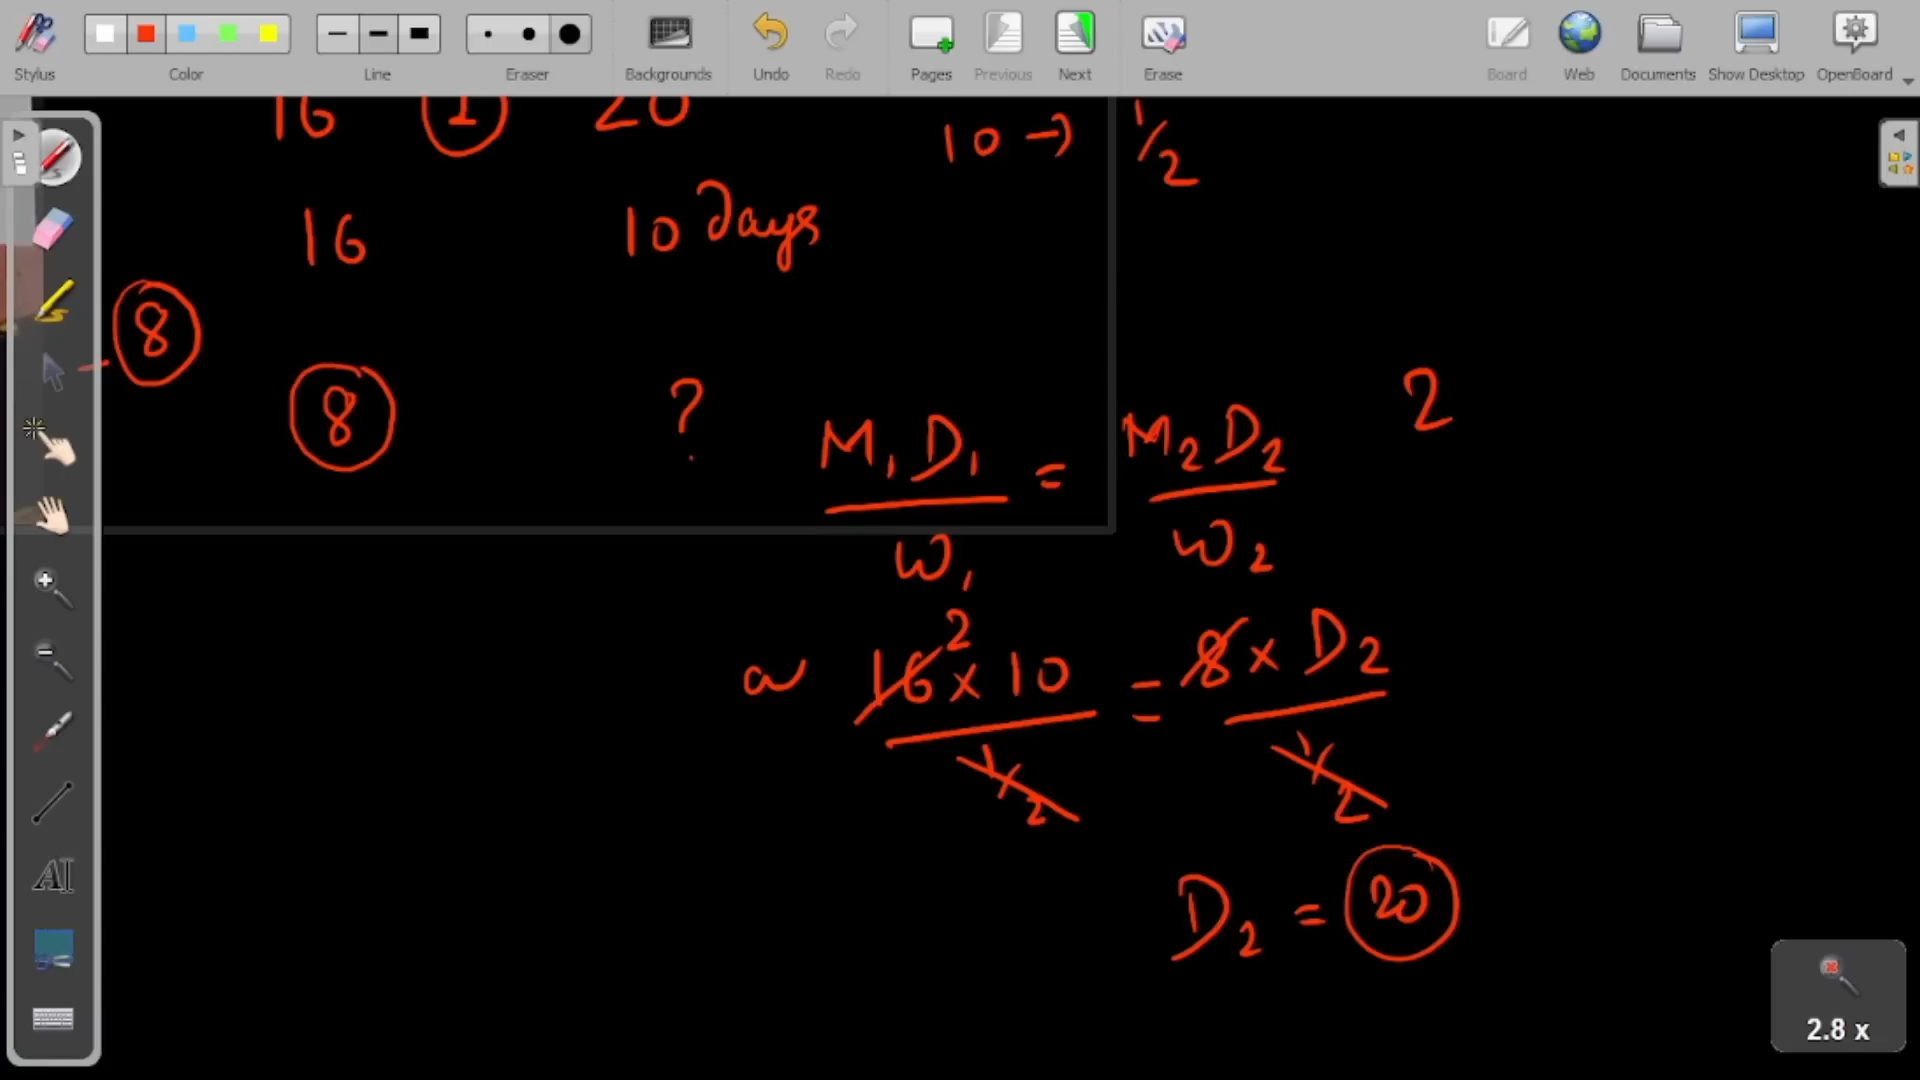 Stylus Color Line Eraser Backgrounds Undo Redo Pages Previous Next Erase Board Web Documents Show Desktop OpenBoard
16 1 20
10 → 1/2
16 10 days
8
8 ?
M1D1/W1 = M2D2/W2
2
16 2 × 10 / 1/2 = 8 × D2 / 1/2
D2 = 20
AI
2.8 x